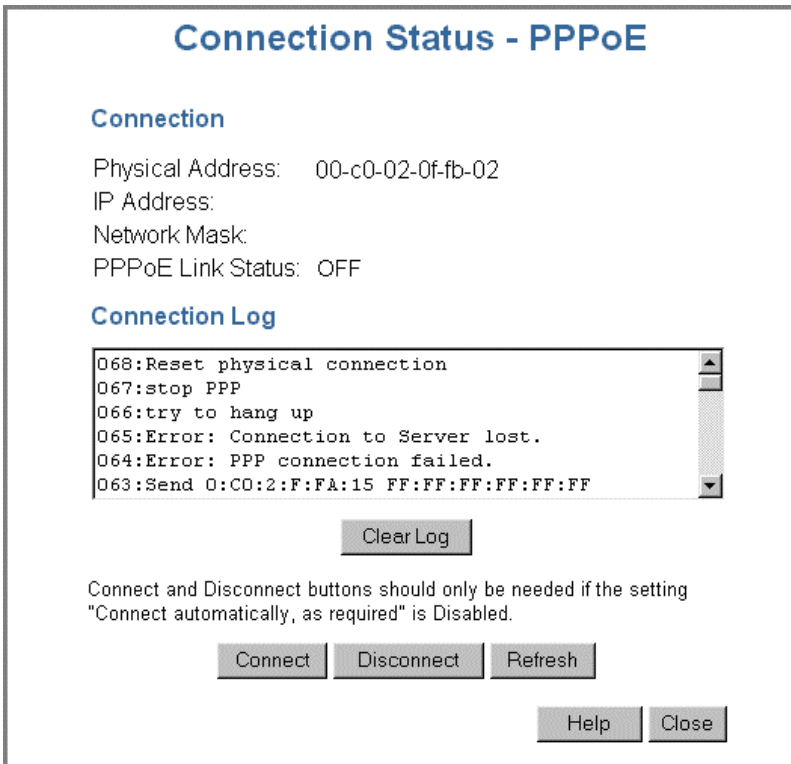 Connection Status - PPPoE
Connection
Physical Address: 00-c0-02-0f-fb-02
IP Address:
Network Mask:
PPPoE Link Status: OFF
Connection Log
068:Reset physical connection
067:stop PPP
066:try to hang up
065:Error: Connection to Server lost.
064:Error: PPP connection failed.
063:Send 0:C0:2:F:FA:15 FF:FF:FF:FF:FF:FF
Clear Log
Connect and Disconnect buttons should only be needed if the setting
"Connect automatically, as required" is Disabled.
Connect Disconnect Refresh
Help Close